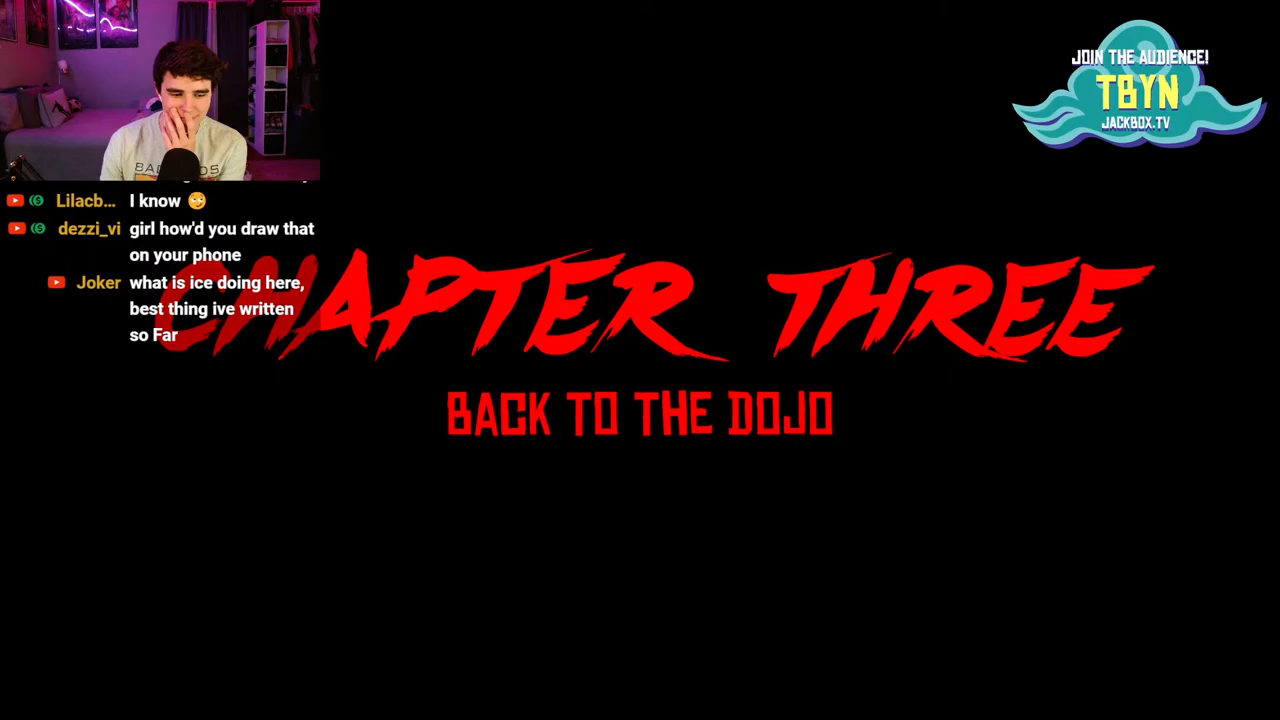 JOIN THE AUDIENCE!
TBYN
JACKBOX.TV
Lilacb... I know 🙄
dezzi_vi girl how'd you draw that
on your phone
Joker what is ice doing here,
best thing ive written
so Far
CHAPTER THREE
BACK TO THE DOJO